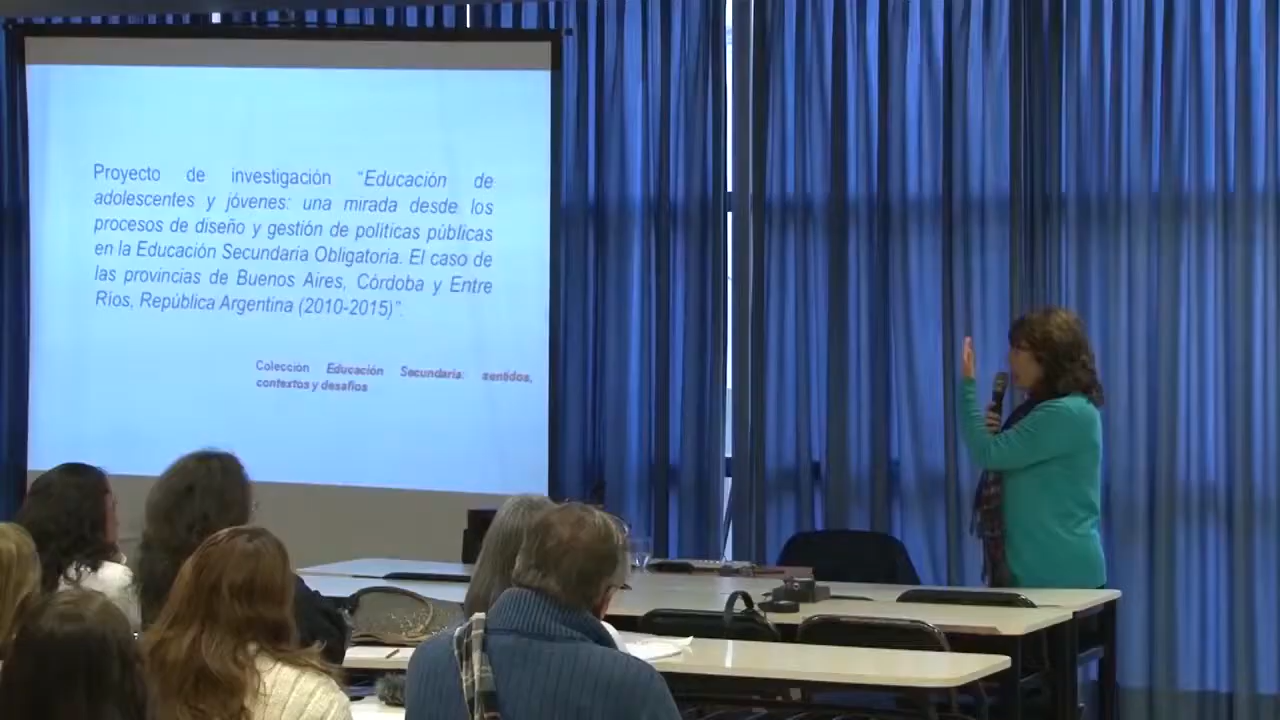 Proyecto de investigación “Educación de
adolescentes y jóvenes: una mirada desde los
procesos de diseño y gestión de políticas públicas
en la Educación Secundaria Obligatoria. El caso de
las provincias de Buenos Aires, Córdoba y Entre
Ríos, República Argentina (2010-2015)”.
Colección Educación Secundaria: sentidos,
contextos y desafíos